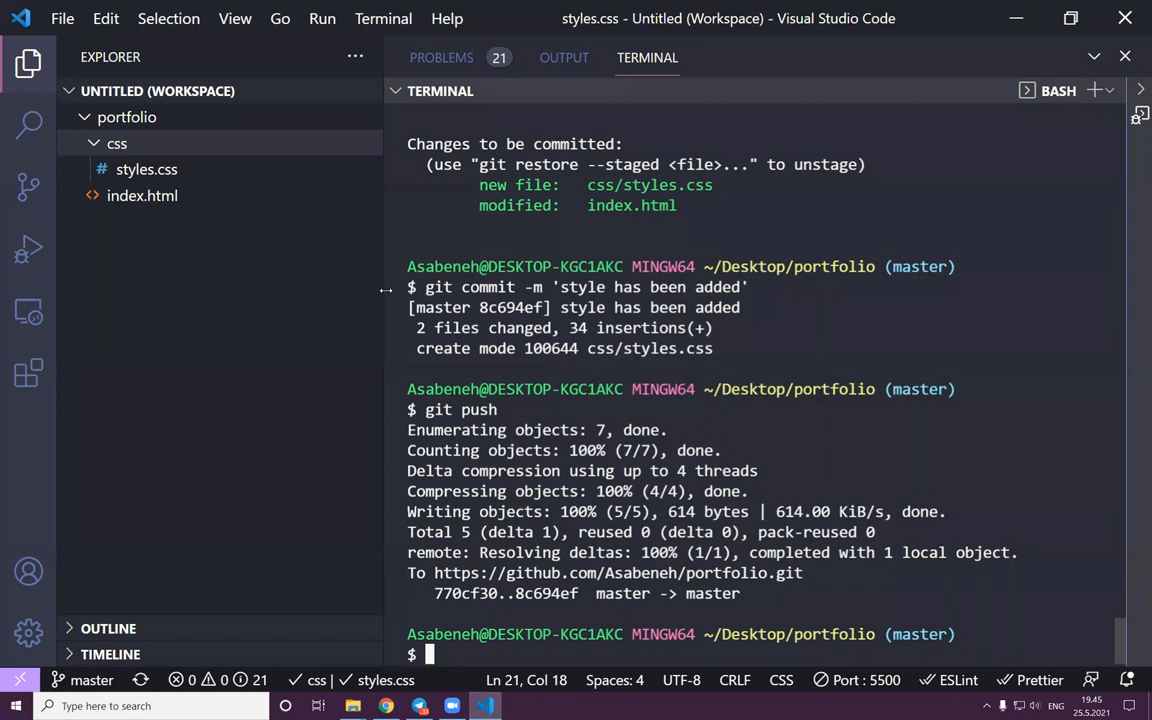 File Edit Selection View Go Run Terminal Help styles.css - Untitled (Workspace) - Visual Studio Code
EXPLORER ...
UNTITLED (WORKSPACE)
portfolio
css
# styles.css
<> index.html
OUTLINE
TIMELINE
PROBLEMS 21 OUTPUT TERMINAL
TERMINAL BASH
Changes to be committed:
(use "git restore --staged <file>..." to unstage)
new file: css/styles.css
modified: index.html
Asabeneh@DESKTOP-KGC1AKC MINGW64 ~/Desktop/portfolio (master)
$ git commit -m 'style has been added'
[master 8c694ef] style has been added
2 files changed, 34 insertions(+)
create mode 100644 css/styles.css
Asabeneh@DESKTOP-KGC1AKC MINGW64 ~/Desktop/portfolio (master)
$ git push
Enumerating objects: 7, done.
Counting objects: 100% (7/7), done.
Delta compression using up to 4 threads
Compressing objects: 100% (4/4), done.
Writing objects: 100% (5/5), 614 bytes | 614.00 KiB/s, done.
Total 5 (delta 1), reused 0 (delta 0), pack-reused 0
remote: Resolving deltas: 100% (1/1), completed with 1 local object.
To https://github.com/Asabeneh/portfolio.git
770cf30..8c694ef master -> master
Asabeneh@DESKTOP-KGC1AKC MINGW64 ~/Desktop/portfolio (master)
$
master 0 0 21 css | styles.css Ln 21, Col 18 Spaces: 4 UTF-8 CRLF CSS Port : 5500 ESLint Prettier
Type here to search ENG 19.45
25.5.2021